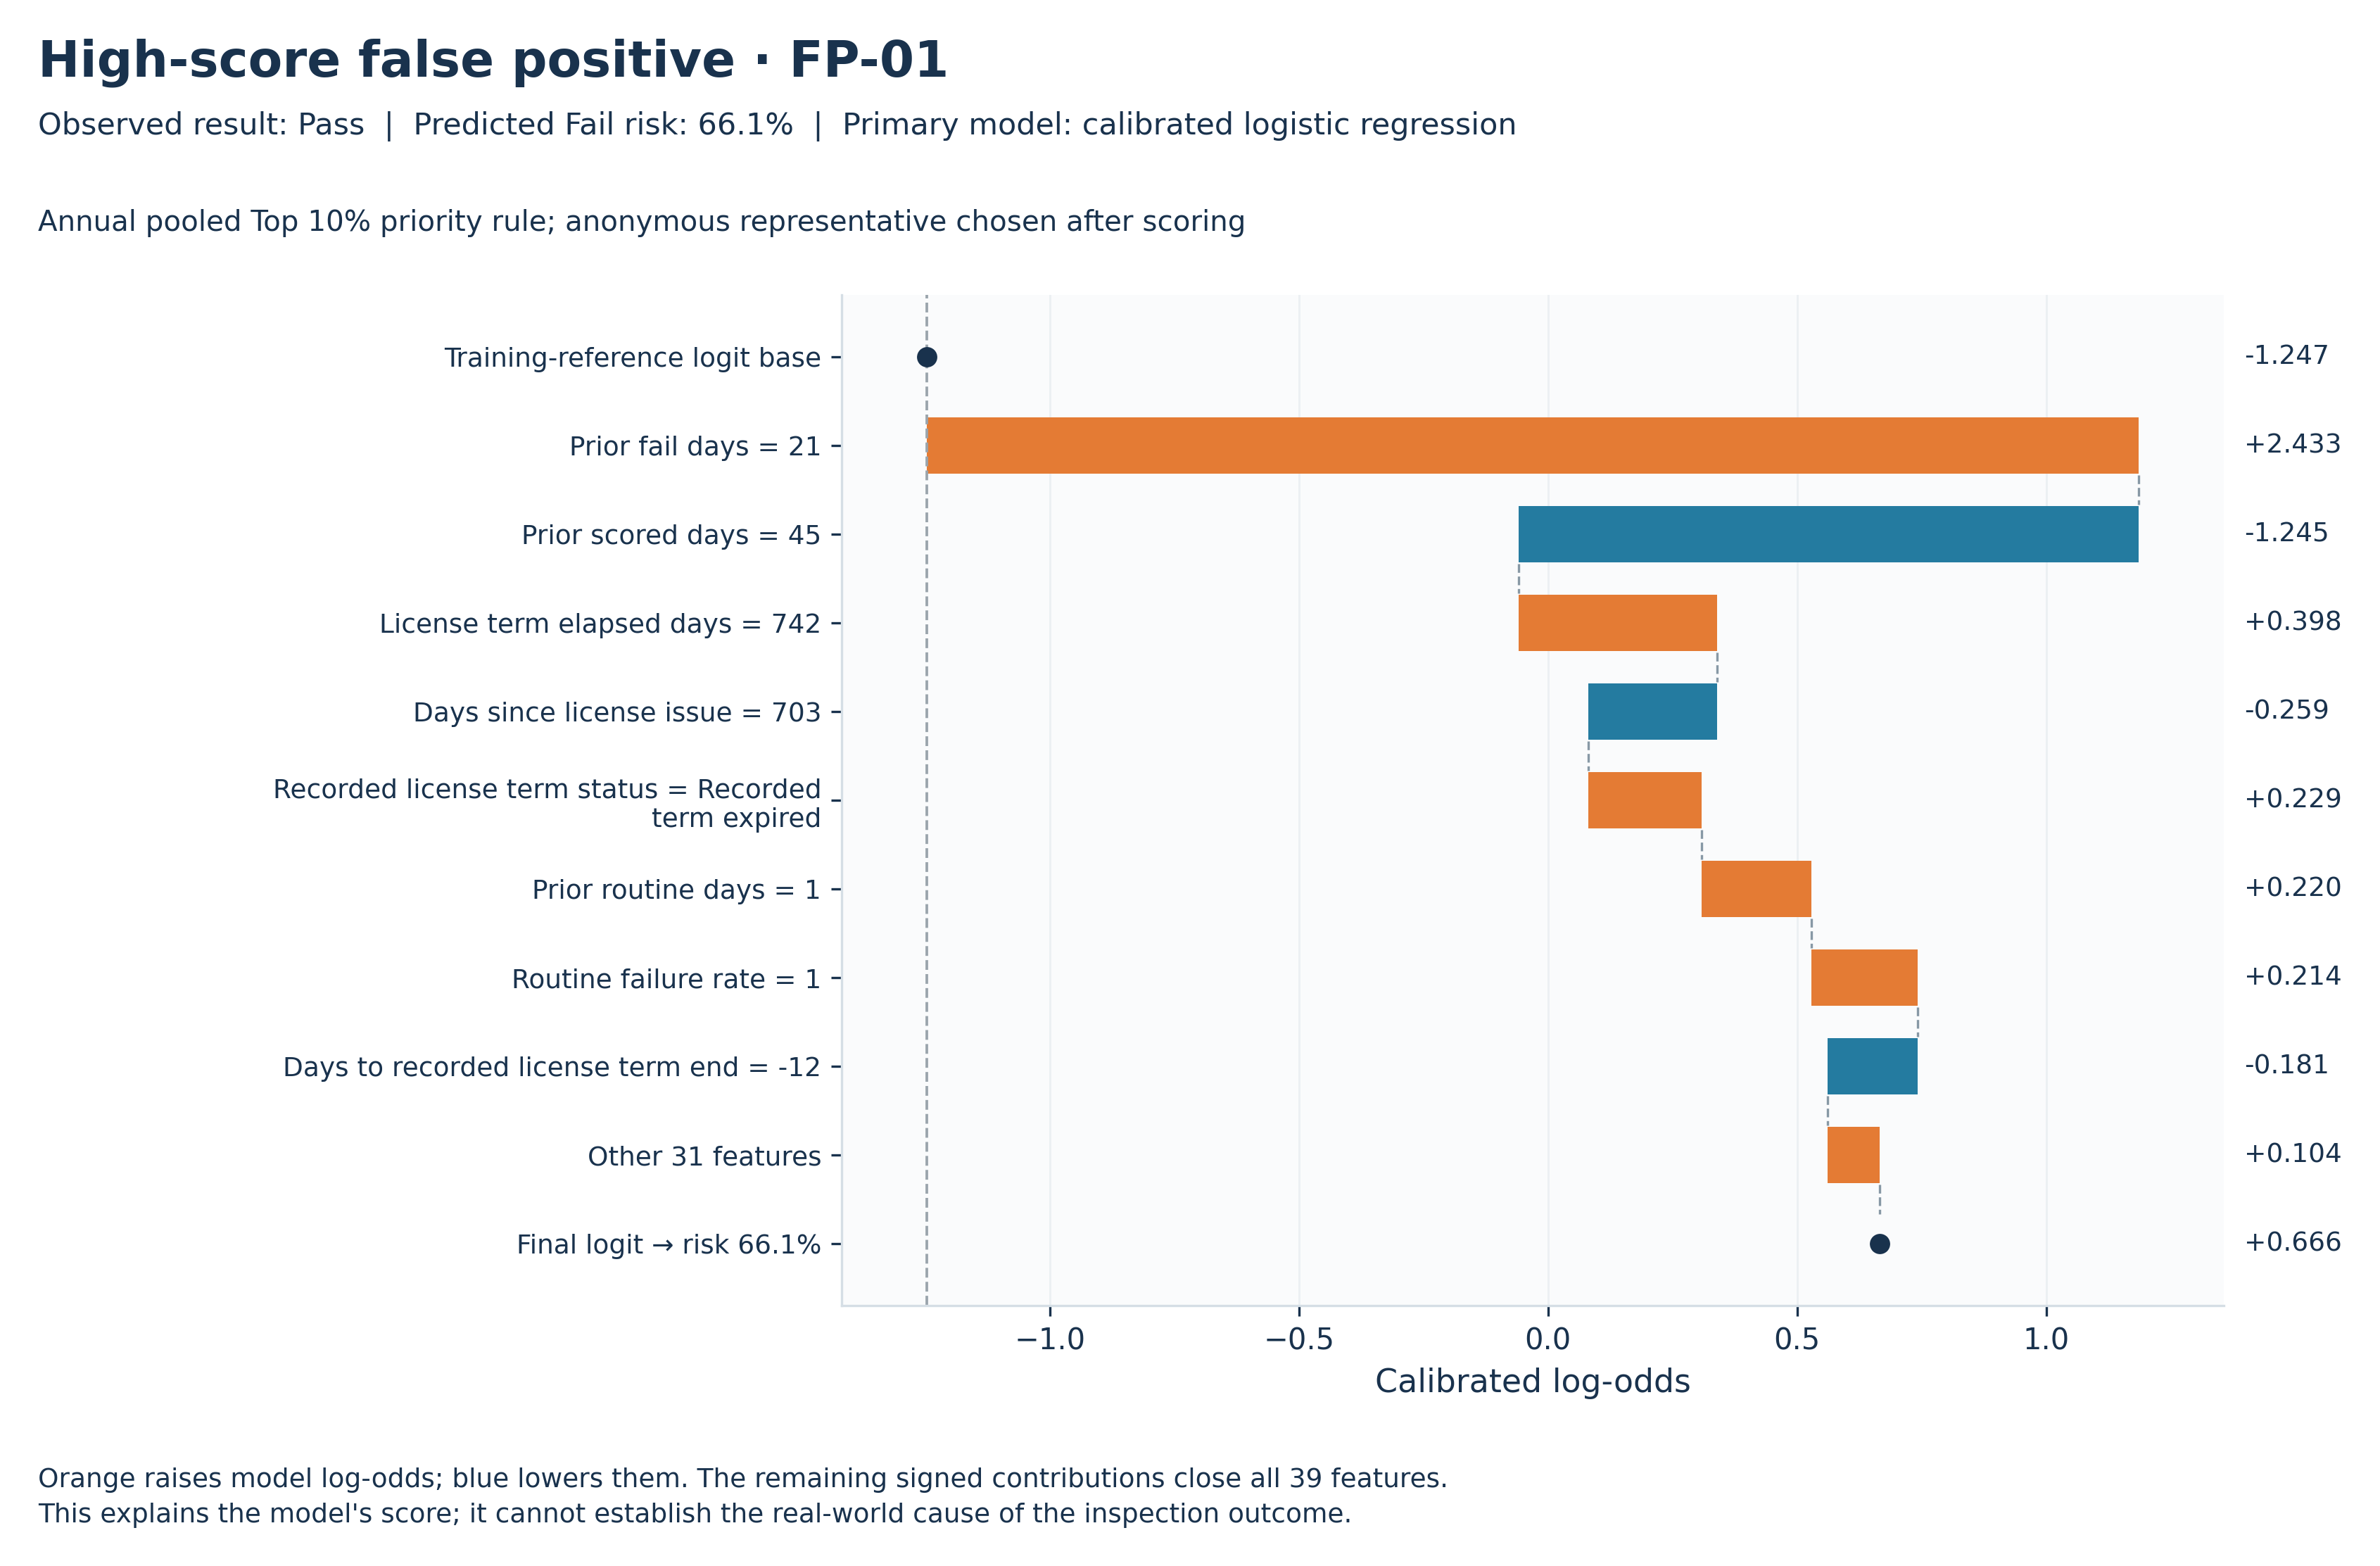 High-score false positive · FP-01
Observed result: Pass | Predicted Fail risk: 66.1% | Primary model: calibrated logistic regression
Annual pooled Top 10% priority rule; anonymous representative chosen after scoring
Training-reference logit base -1.247
Prior fail days = 21 +2.433
Prior scored days = 45 -1.245
License term elapsed days = 742 +0.398
Days since license issue = 703 -0.259
Recorded license term status = Recorded
term expired +0.229
Prior routine days = 1 +0.220
Routine failure rate = 1 +0.214
Days to recorded license term end = -12 -0.181
Other 31 features +0.104
Final logit → risk 66.1% +0.666
−1.0 −0.5 0.0 0.5 1.0
Calibrated log-odds
Orange raises model log-odds; blue lowers them. The remaining signed contributions close all 39 features.
This explains the model's score; it cannot establish the real-world cause of the inspection outcome.